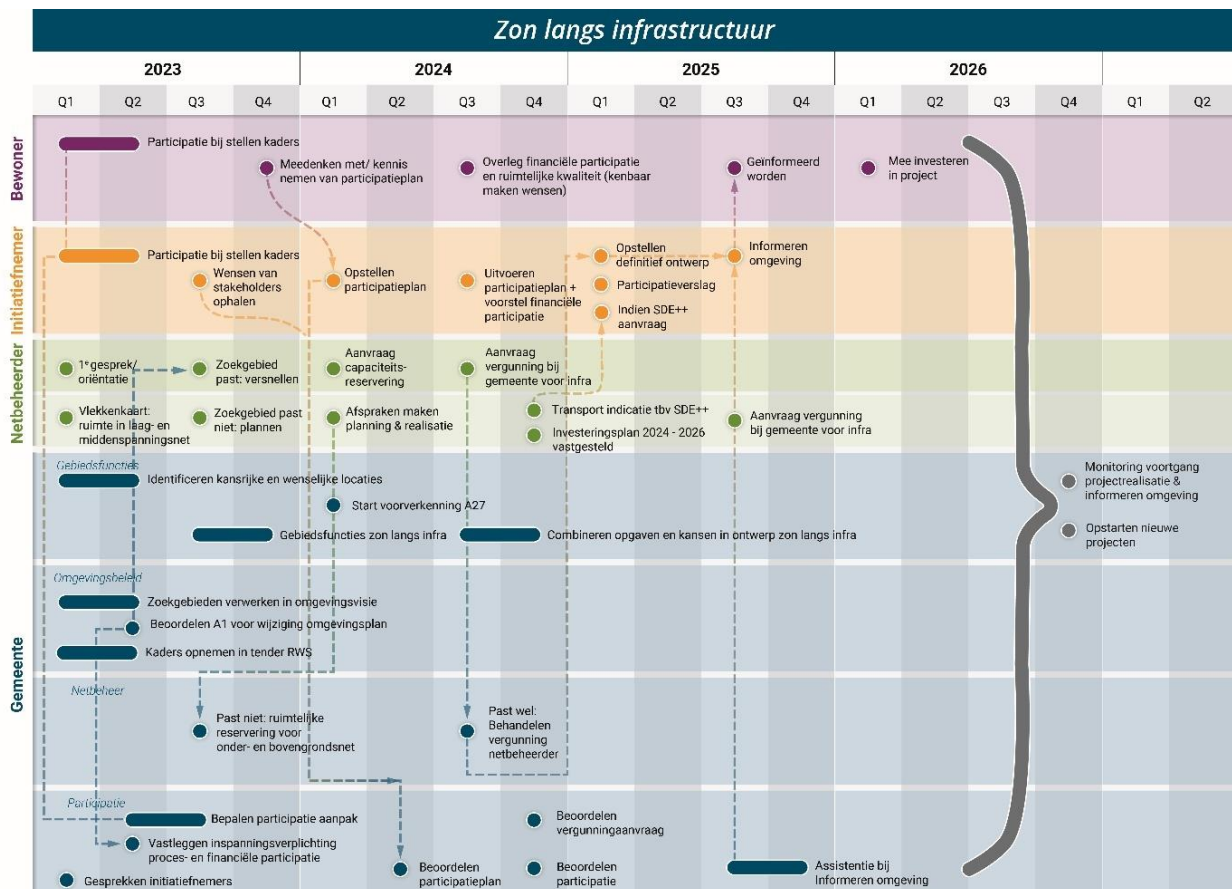 Zon langs infrastructuur
2023
2024
2025
2026
Q1
Q2
Q3
Q4
Q1
Q2
Q3
Q4
Q1
Q2
Q3
Q4
Q1
Q2
Q3
Q4
Q1
Q2
Bewoner
Participatie bij stellen kaders
Meedenken met/ kennis
nemen van participatieplan
Overleg financiële participatie
en ruimtelijke kwaliteit (kenbaar
maken wensen)
Geïnformeerd
worden
Mee investeren
in project
Initiatiefnemer
Participatie bij stellen kaders
Wensen van
stakeholders
ophalen
Opstellen
participatieplan
Uitvoeren
participatieplan +
voorstel financiële
participatie
Opstellen
definitief ontwerp
Participatieverslag
Indien SDE++
aanvraag
Informeren
omgeving
Netbeheerder
1e gesprek/
oriëntatie
Zoekgebied
past: versnellen
Aanvraag
capaciteits-
reservering
Aanvraag
vergunning bij
gemeente voor infra
Vlekkenkaart:
ruimte in laag- en
middenspanningsnet
Zoekgebied past
niet: plannen
Afspraken maken
planning & realisatie
Transport indicatie tbv SDE++
Investeringsplan 2024 - 2026
vastgesteld
Aanvraag vergunning
bij gemeente voor infra
Gemeente
Gebiedsfuncties
Identificeren kansrijke en wenselijke locaties
Start voorverkenning A27
Gebiedsfuncties zon langs infra
Combineren opgaven en kansen in ontwerp zon langs infra
Monitoring voortgang
projectrealisatie &
informeren omgeving
Opstarten nieuwe
projecten
Omgevingsbeleid
Zoekgebieden verwerken in omgevingsvisie
Beoordelen A1 voor wijziging omgevingsplan
Kaders opnemen in tender RWS
Netbeheer
Past niet: ruimtelijke
reservering voor
onder- en bovengrondsnet
Past wel:
Behandelen
vergunning
netbeheerder
Participatie
Bepalen participatie aanpak
Vastleggen inspanningsverplichting
proces- en financiële participatie
Gesprekken initiatiefnemers
Beoordelen
participatieplan
Beoordelen
vergunningaanvraag
Beoordelen
participatie
Assistentie bij
Informeren omgeving